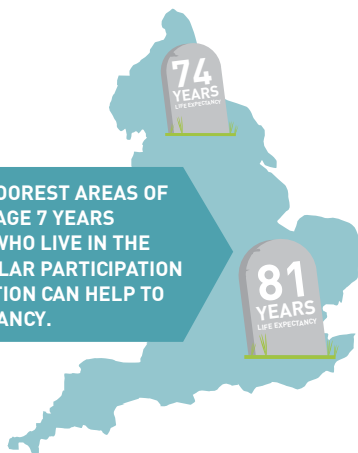 74
YEARS
LIFE EXPECTANCY
OOREST AREAS OF
AGE 7 YEARS
WHO LIVE IN THE
LAR PARTICIPATION
TION CAN HELP TO
ANCY.
81
YEARS
LIFE EXPECTANCY